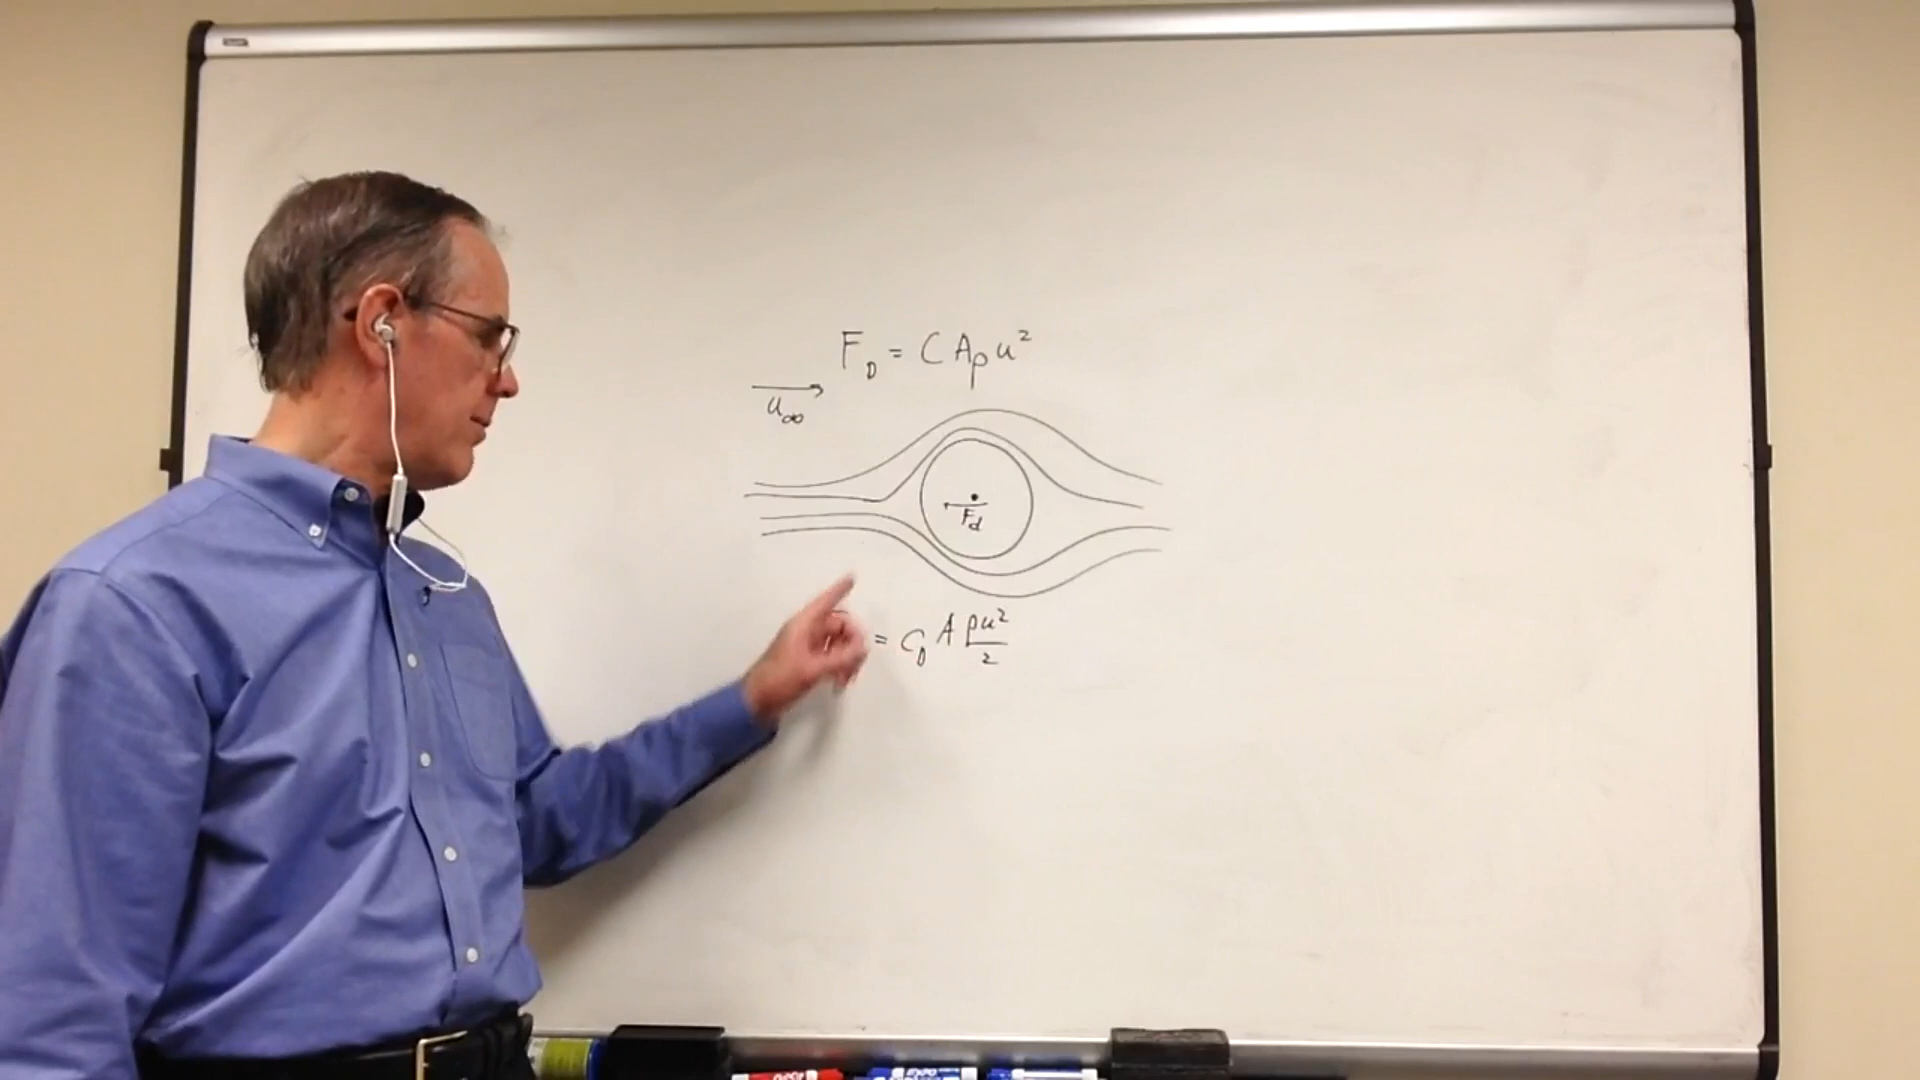 F_D = C A ρ u²
u_∞
F_d
= C_D A ρu²/2